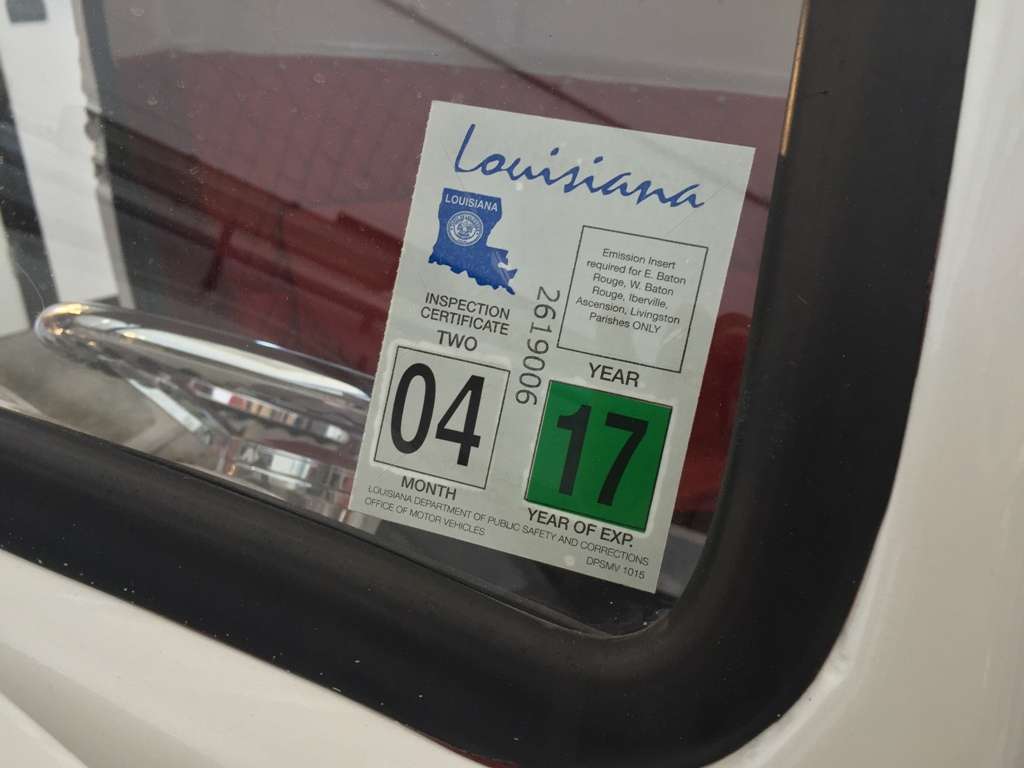 Louisiana
LOUISIANA
Emission Insert
required for E. Baton
Rouge, W. Baton
Rouge, Iberville,
Ascension, Livingston
Parishes ONLY
INSPECTION
CERTIFICATE
TWO
YEAR
2619006
04
17
MONTH
YEAR OF EXP.
LOUISIANA DEPARTMENT OF PUBLIC SAFETY AND CORRECTIONS
OFFICE OF MOTOR VEHICLES
DPSMV 1015